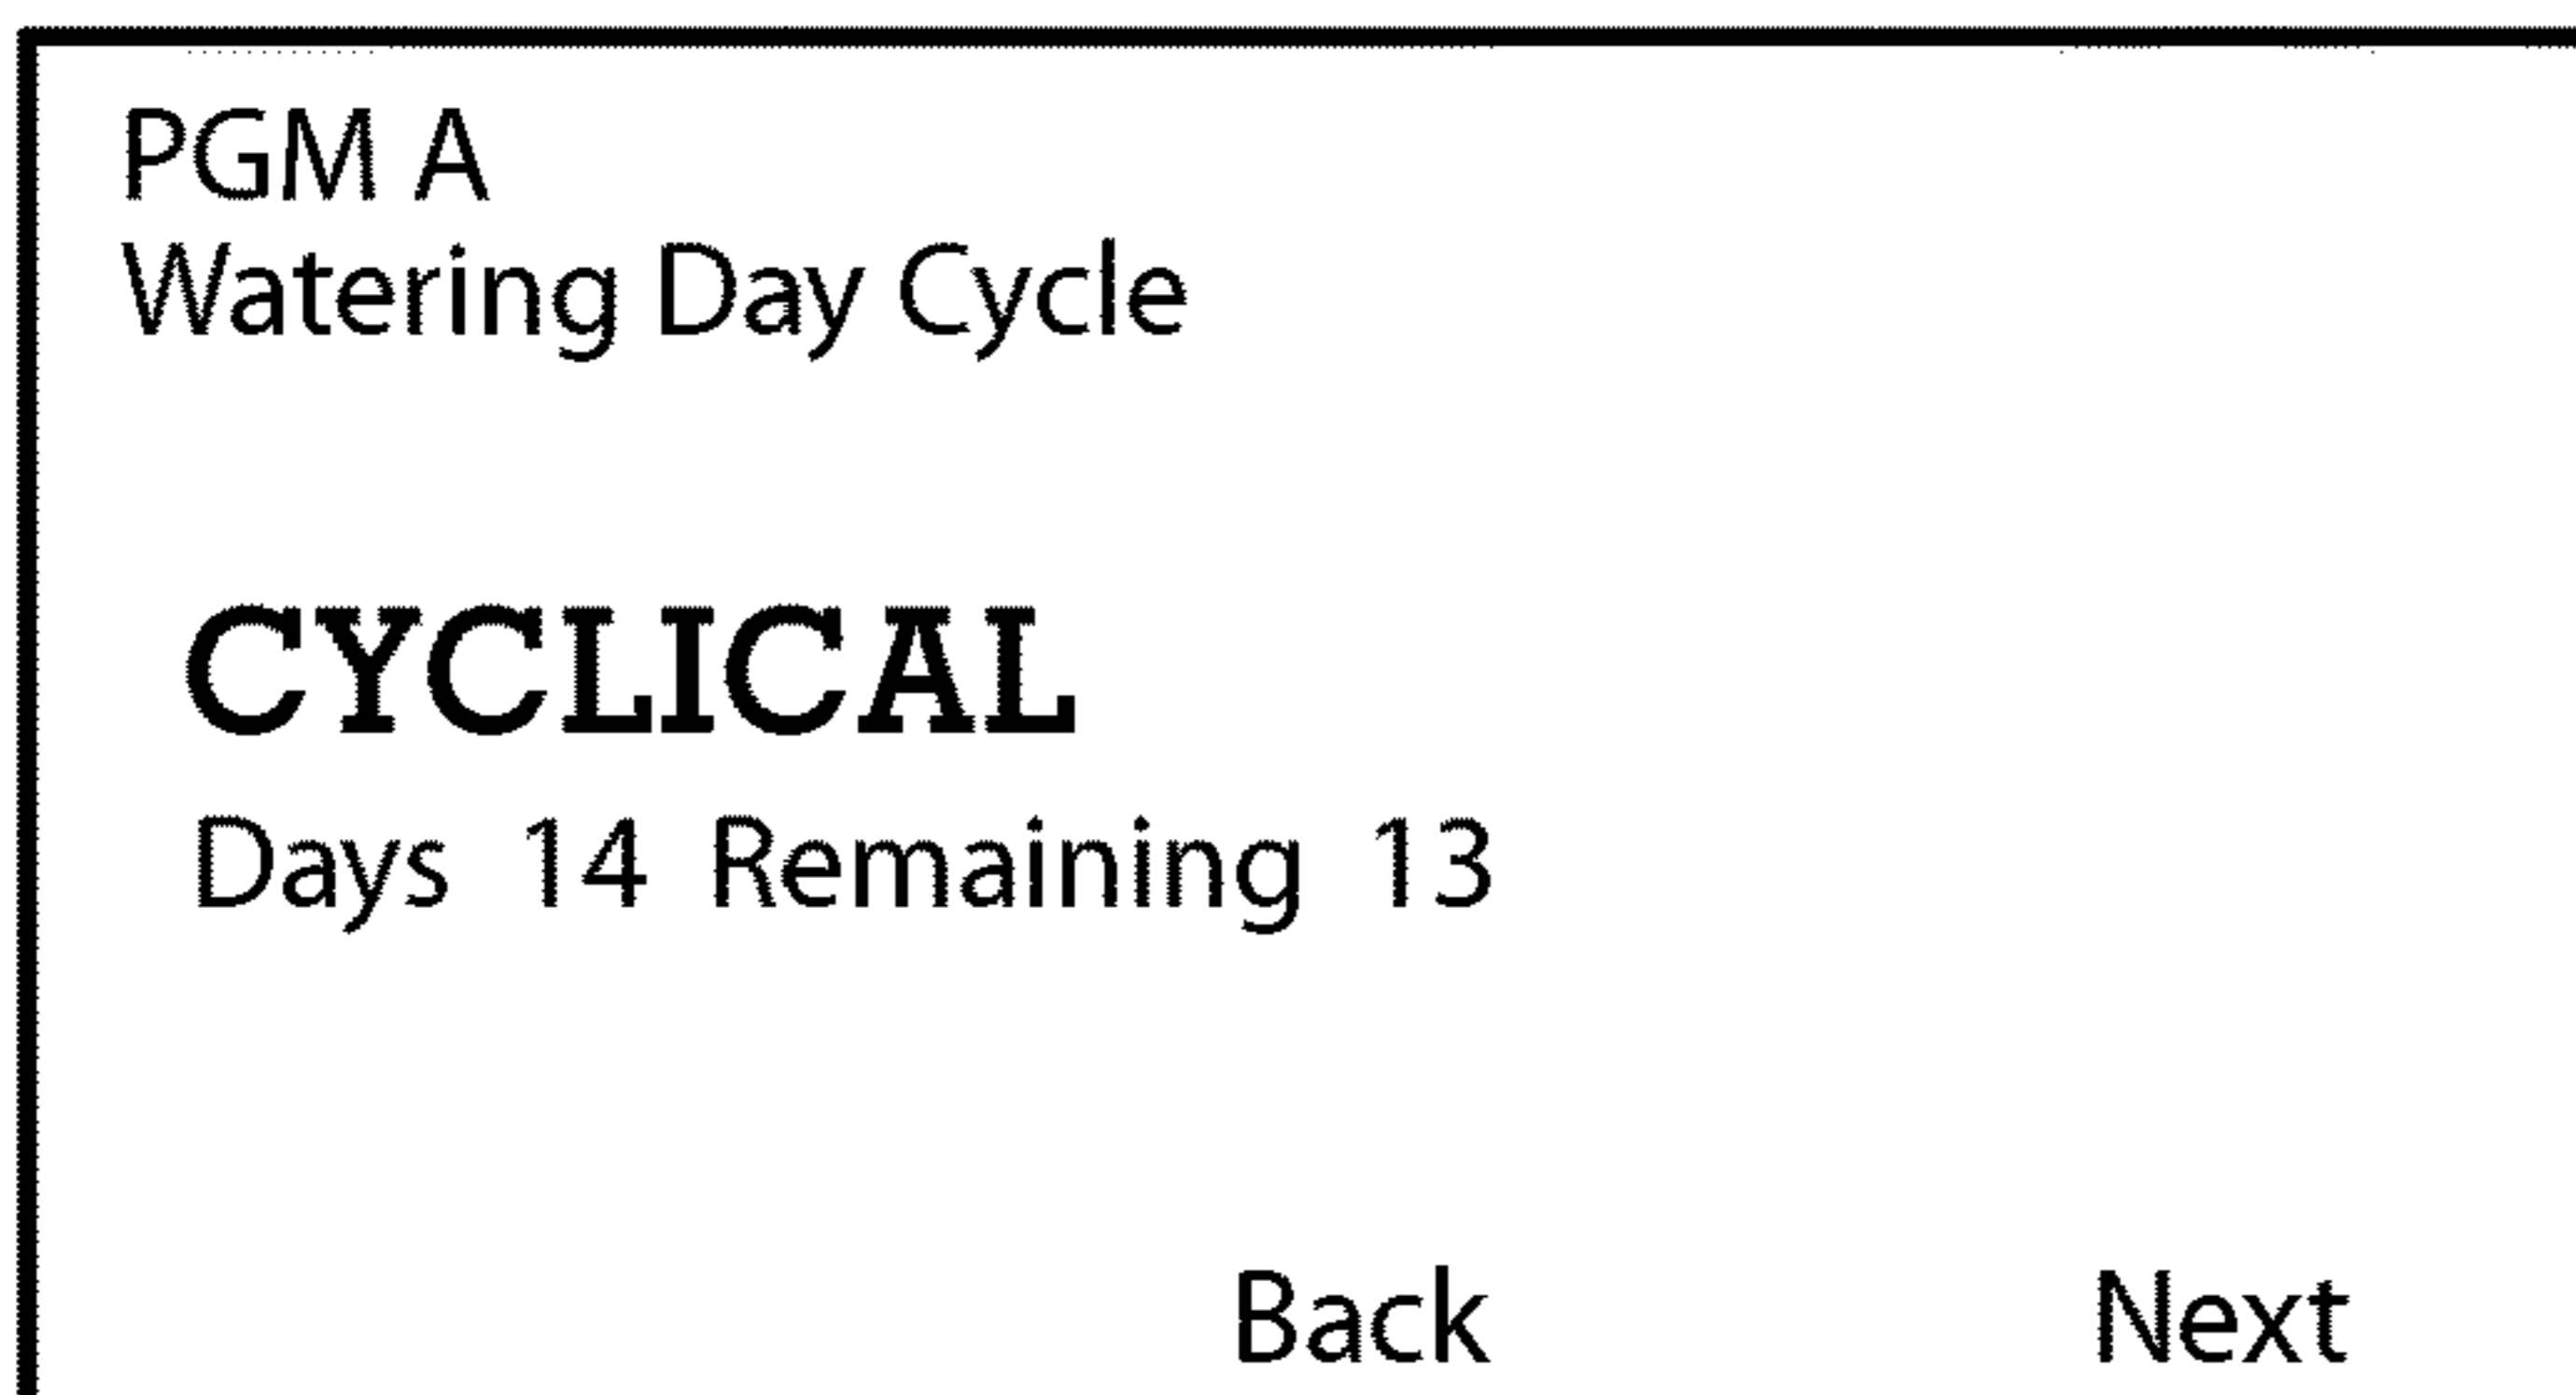 PGM A
Watering Day Cycle
CYCLICAL
Days 14 Remaining 13
Back Next